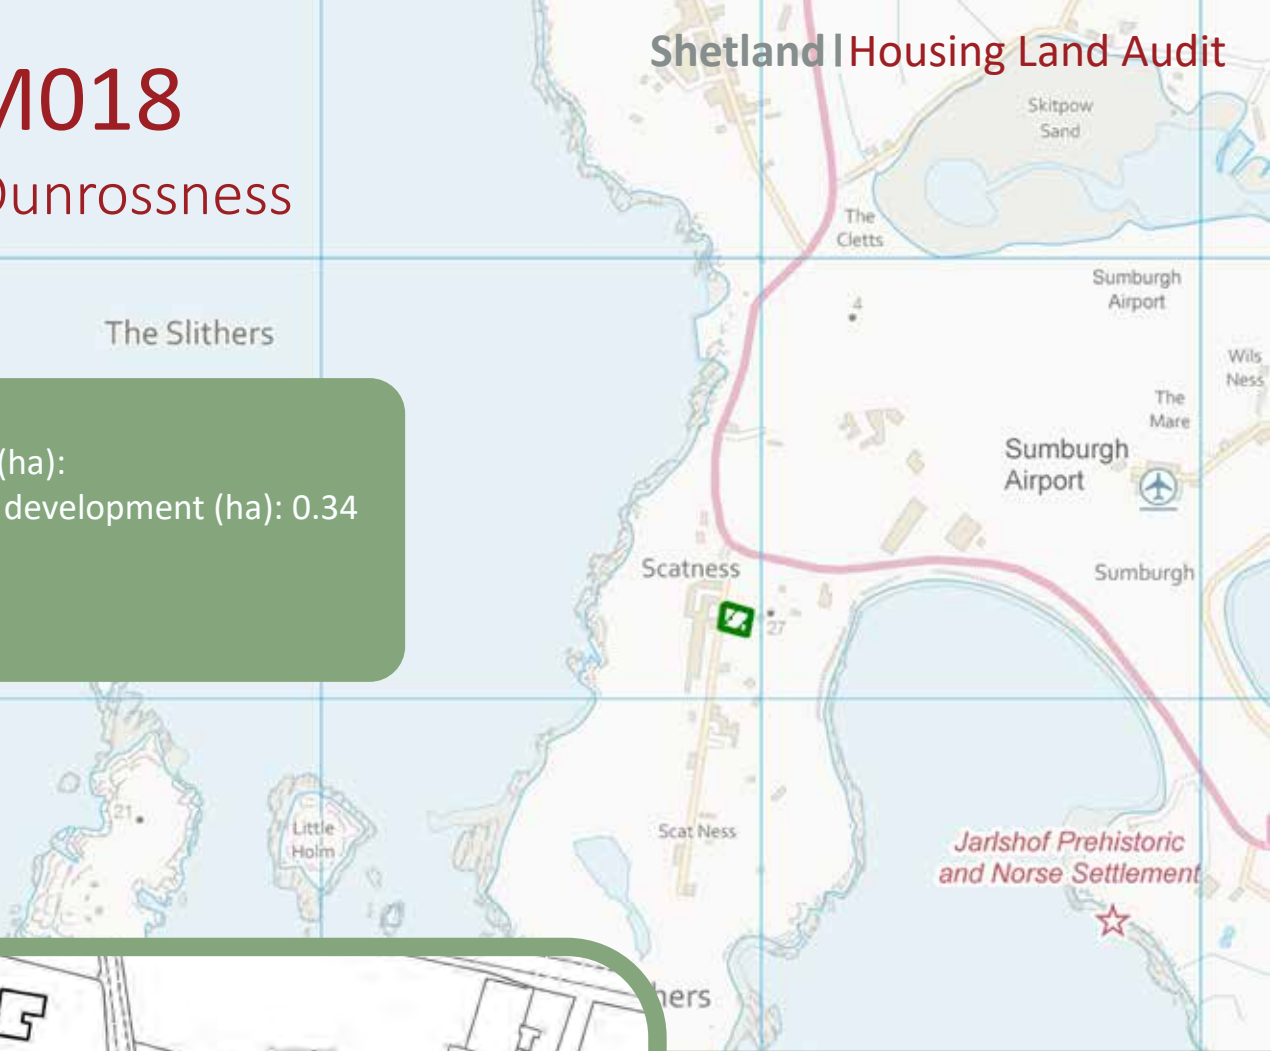 Shetland|Housing Land Audit
M018
Dunrossness
Skitpow
Sand
The
Cletts
Sumburgh
Airport
4
The Slithers
Wils
Ness
The
Mare
Sumburgh
Airport
(ha):
development (ha): 0.34
Scatness
Sumburgh
27
21
Little
Holm
Scat Ness
Jarlshof Prehistoric
and Norse Settlement
hers